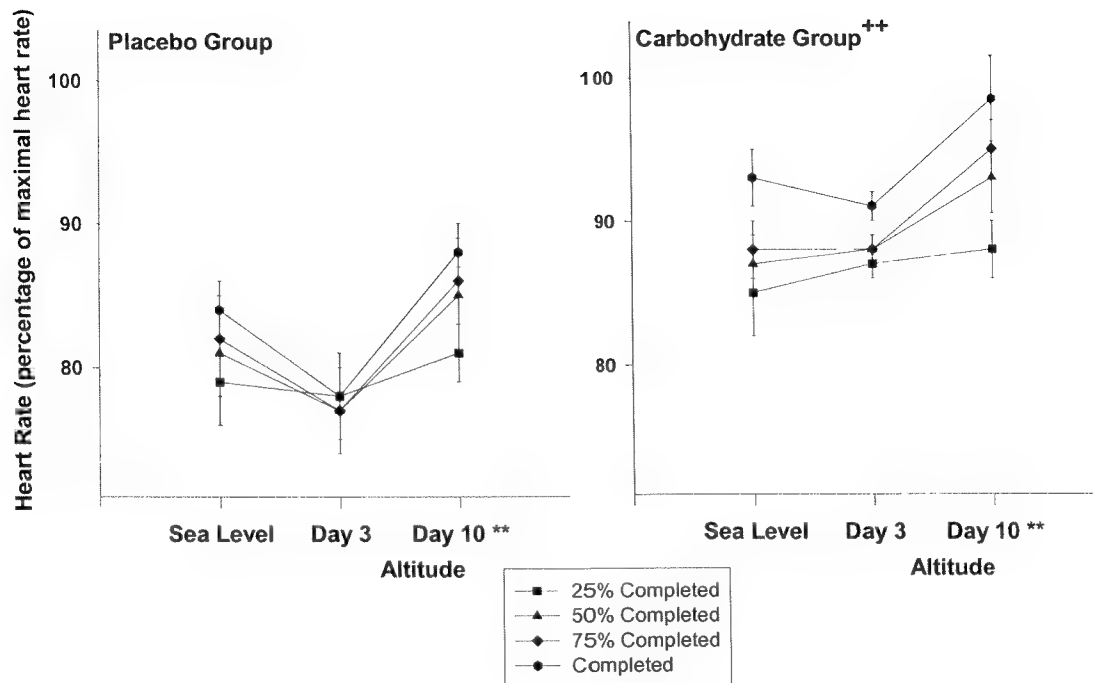 Heart Rate (percentage of maximal heart rate)
Placebo Group
100
90
80
Sea Level Day 3 Day 10 **
Altitude
Carbohydrate Group++
100
90
80
Sea Level Day 3 Day 10 **
Altitude
25% Completed
50% Completed
75% Completed
Completed